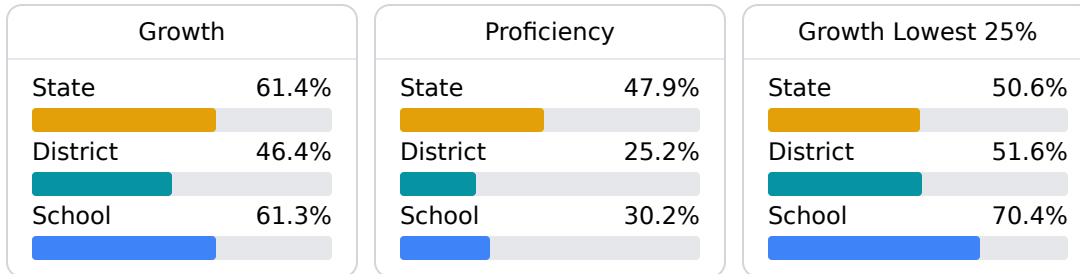 Growth
State 61.4%
District 46.4%
School 61.3%
Proficiency
State 47.9%
District 25.2%
School 30.2%
Growth Lowest 25%
State 50.6%
District 51.6%
School 70.4%